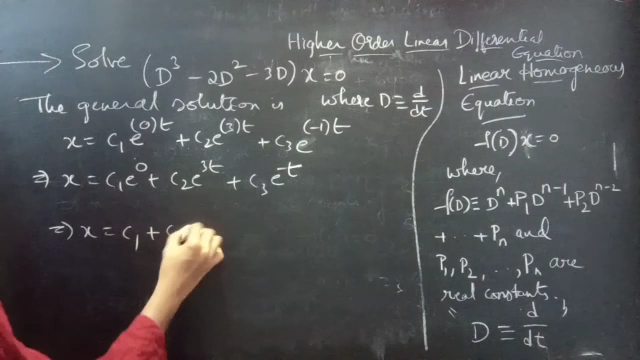 Higher Order Linear Differential Equation
→ Solve (D³ - 2D² - 3D) x = 0
The general solution is where D ≡ d/dt
x = c₁e^(0)t + c₂e^(3)t + c₃e^(-1)t
⇒ x = c₁e⁰ + c₂e^3t + c₃e^-t
⇒ x = c₁ + c
Linear Homogeneous
Equation
f(D) x = 0
where,
f(D) ≡ Dⁿ + P₁Dⁿ⁻¹ + P₂Dⁿ⁻²
+ ... + Pₙ and
P₁, P₂, ..., Pₙ are
real constants.
" D ≡ d/dt "